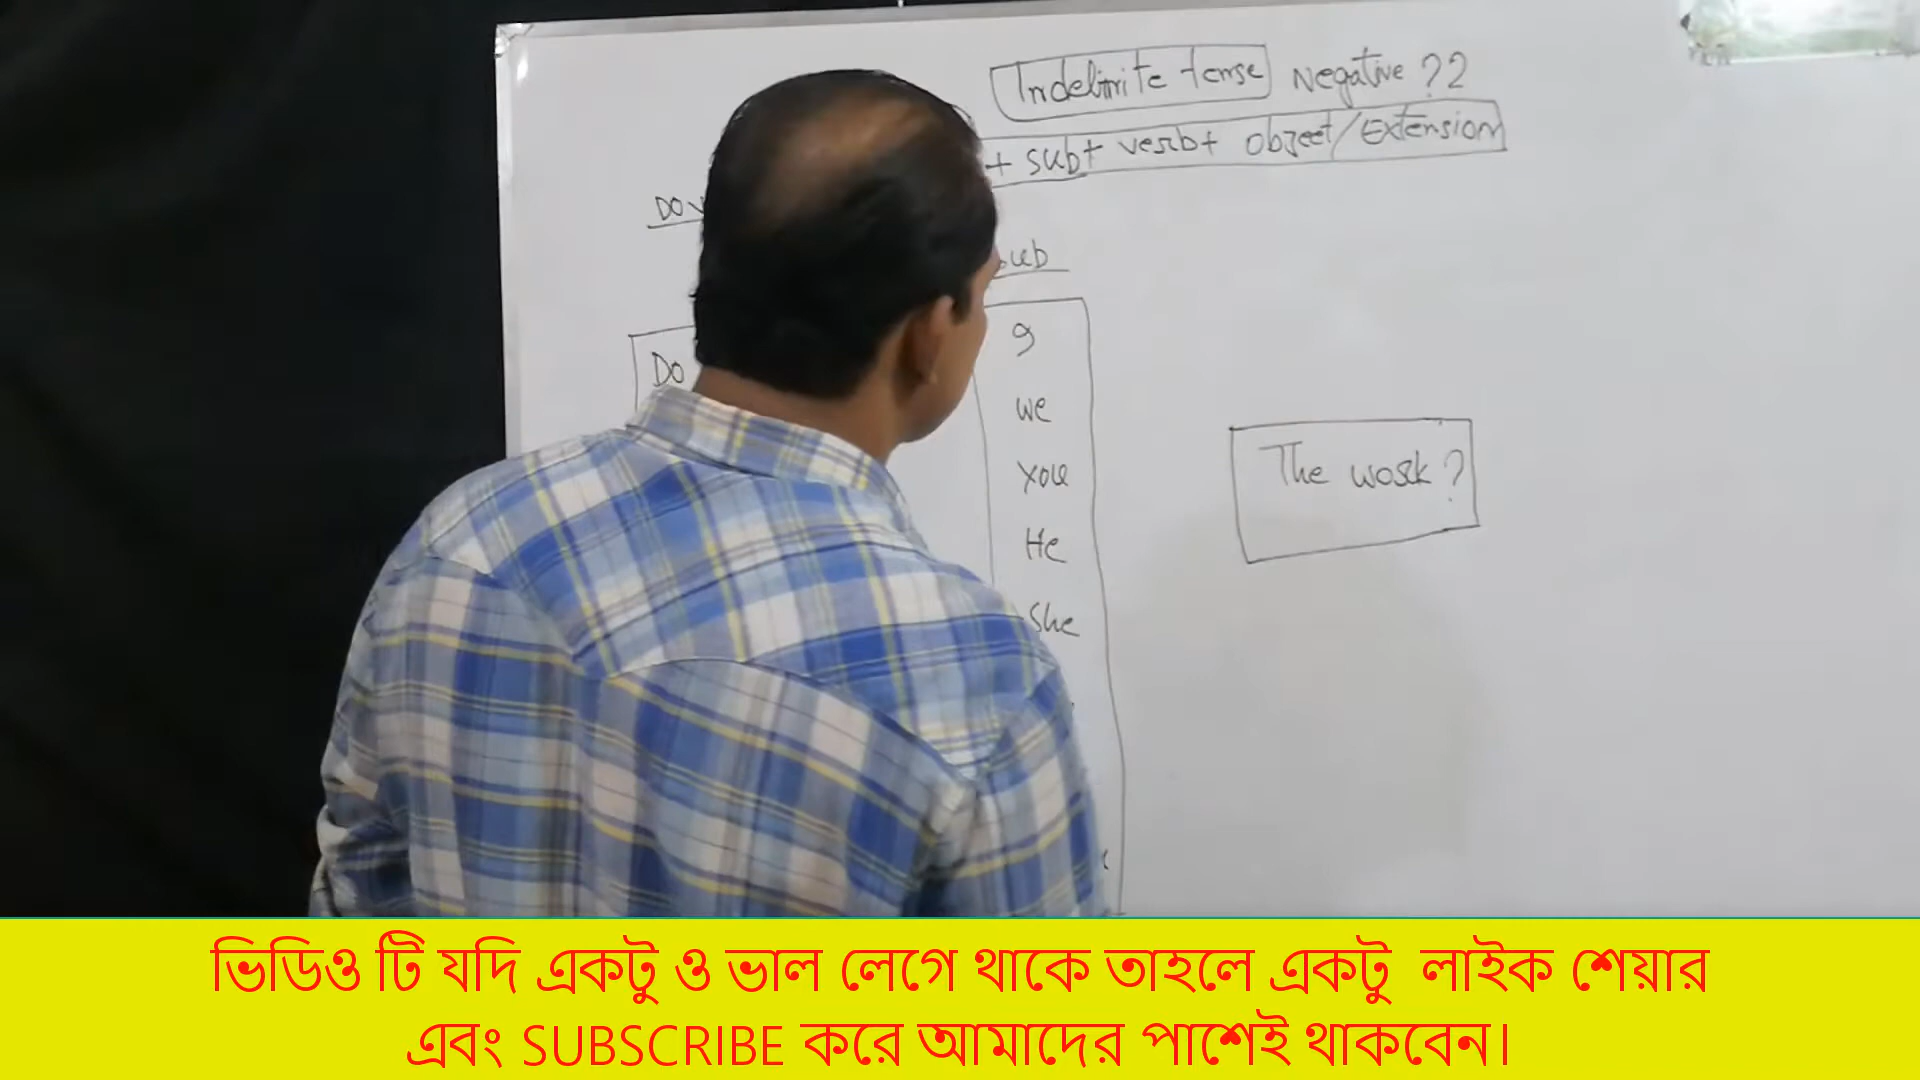 Indefinite tense Negative ??
+ sub+ verb+ object/Extension
Do
sub
Do
I
we
you
The work ?
He
She
ভিডিও টি যদি একটু ও ভাল লেগে থাকে তাহলে একটু লাইক শেয়ার
এবং SUBSCRIBE করে আমাদের পাশেই থাকবেন।